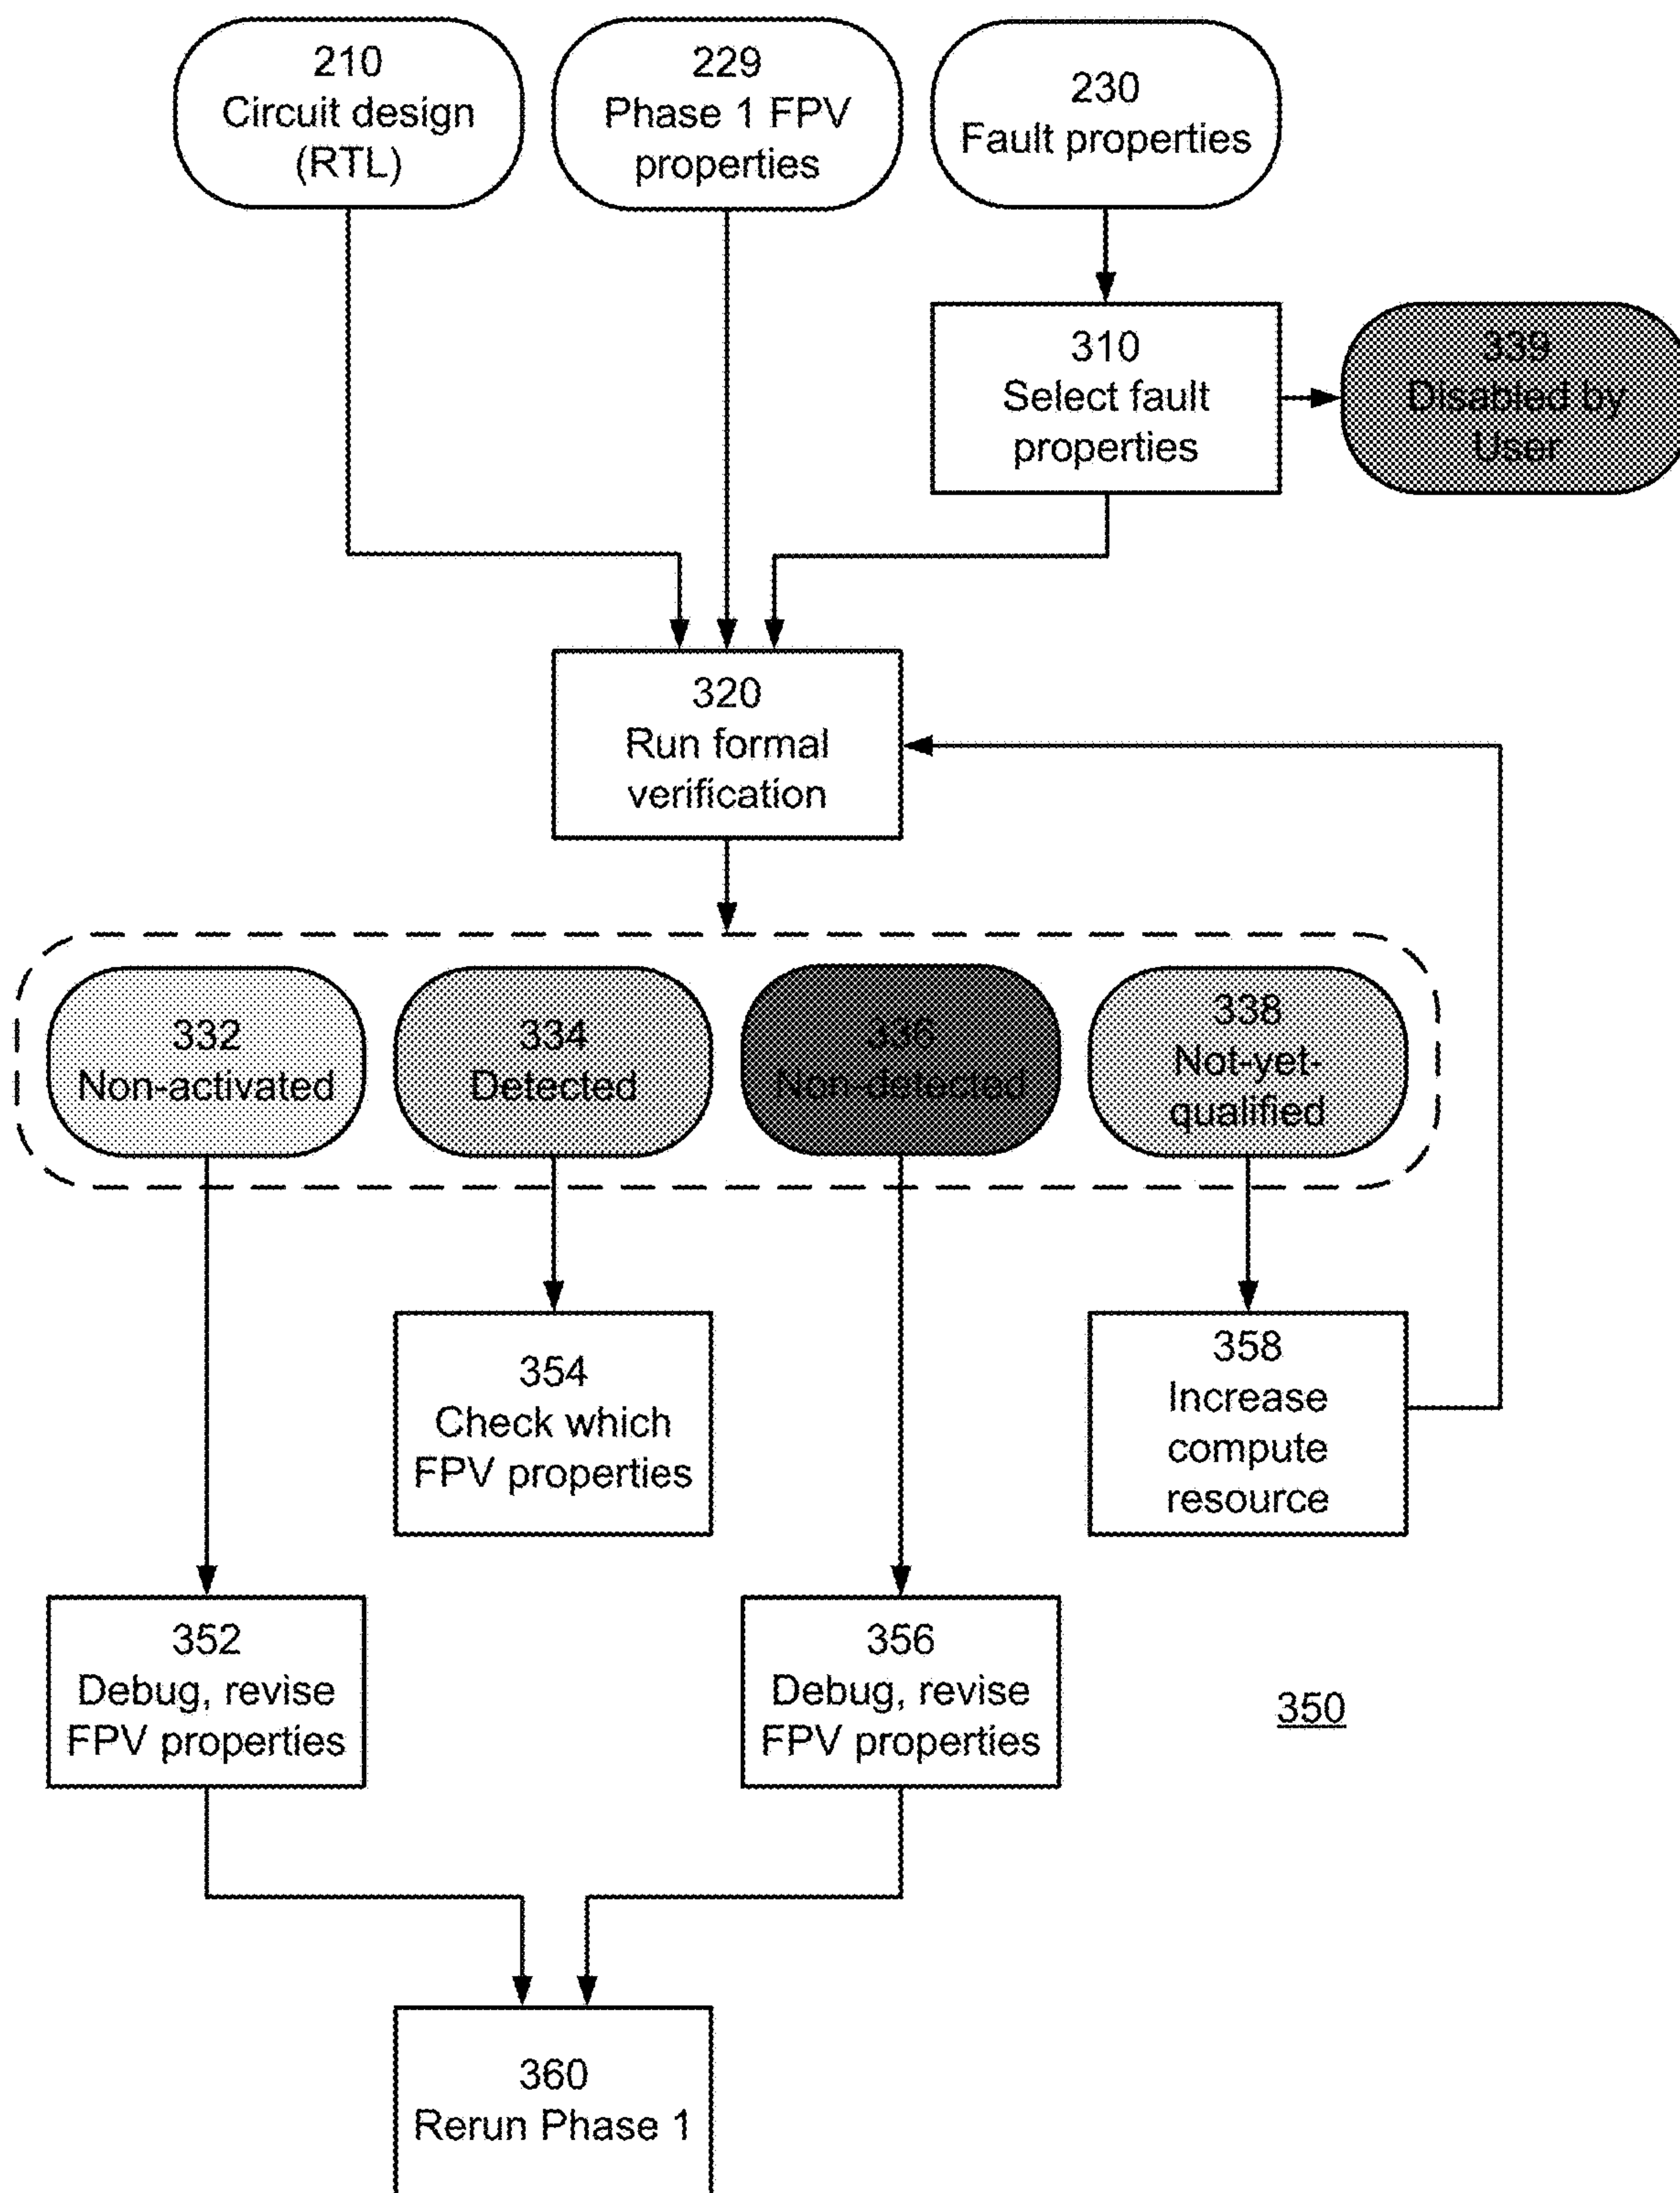 210
Circuit design
(RTL)
229
Phase 1 FPV
properties
230
Fault properties
310
Select fault
properties
339
Disabled by
User
320
Run formal
verification
332
Non-activated
334
Detected
336
Non-detected
338
Not-yet-
qualified
354
Check which
FPV properties
358
Increase
compute
resource
352
Debug, revise
FPV properties
356
Debug, revise
FPV properties
350
360
Rerun Phase 1